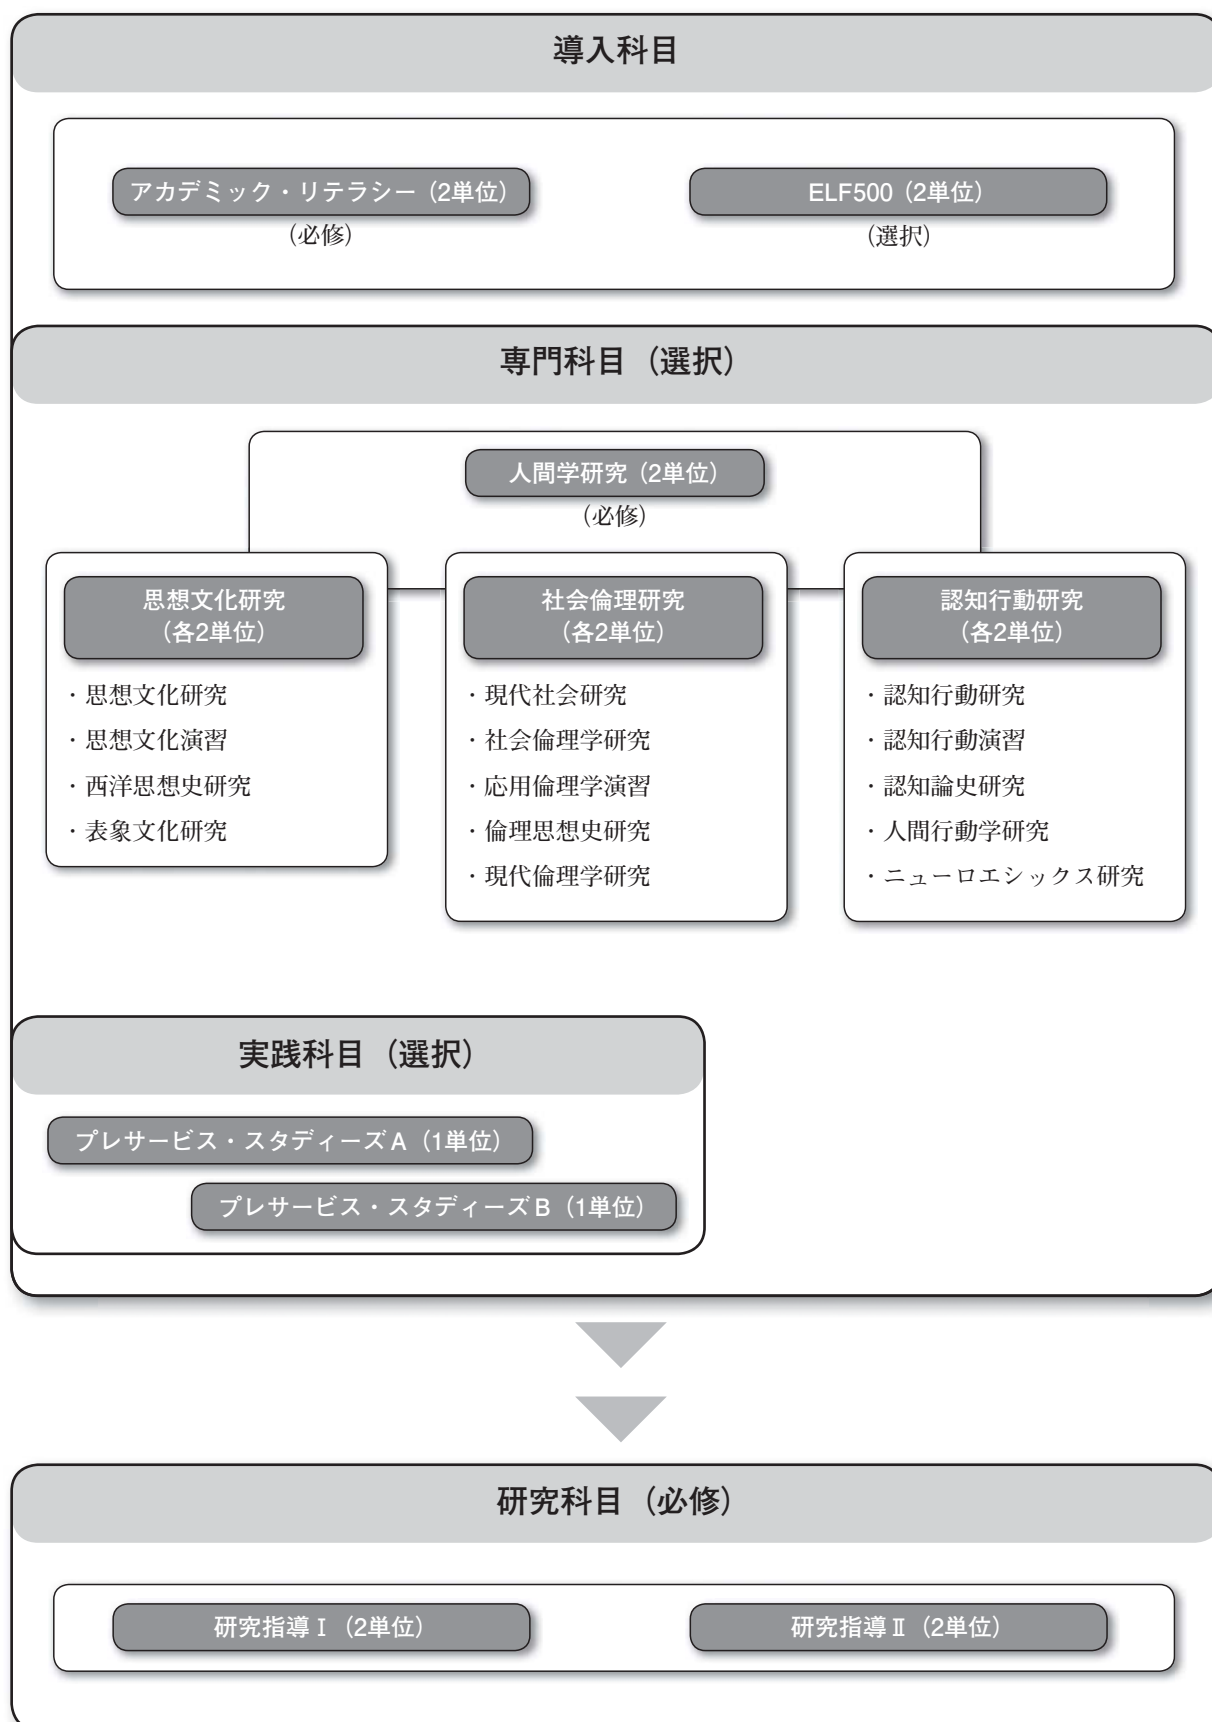 導入科目
アカデミック・リテラシー（2単位）
（必修）
ELF500（2単位）
（選択）
専門科目（選択）
人間学研究（2単位）
（必修）
思想文化研究
（各2単位）
・思想文化研究
・思想文化演習
・西洋思想史研究
・表象文化研究
社会倫理研究
（各2単位）
・現代社会研究
・社会倫理学研究
・応用倫理学演習
・倫理思想史研究
・現代倫理学研究
認知行動研究
（各2単位）
・認知行動研究
・認知行動演習
・認知論史研究
・人間行動学研究
・ニューロエシックス研究
実践科目（選択）
プレサービス・スタディーズA（1単位）
プレサービス・スタディーズB（1単位）
研究科目（必修）
研究指導Ⅰ（2単位）
研究指導Ⅱ（2単位）